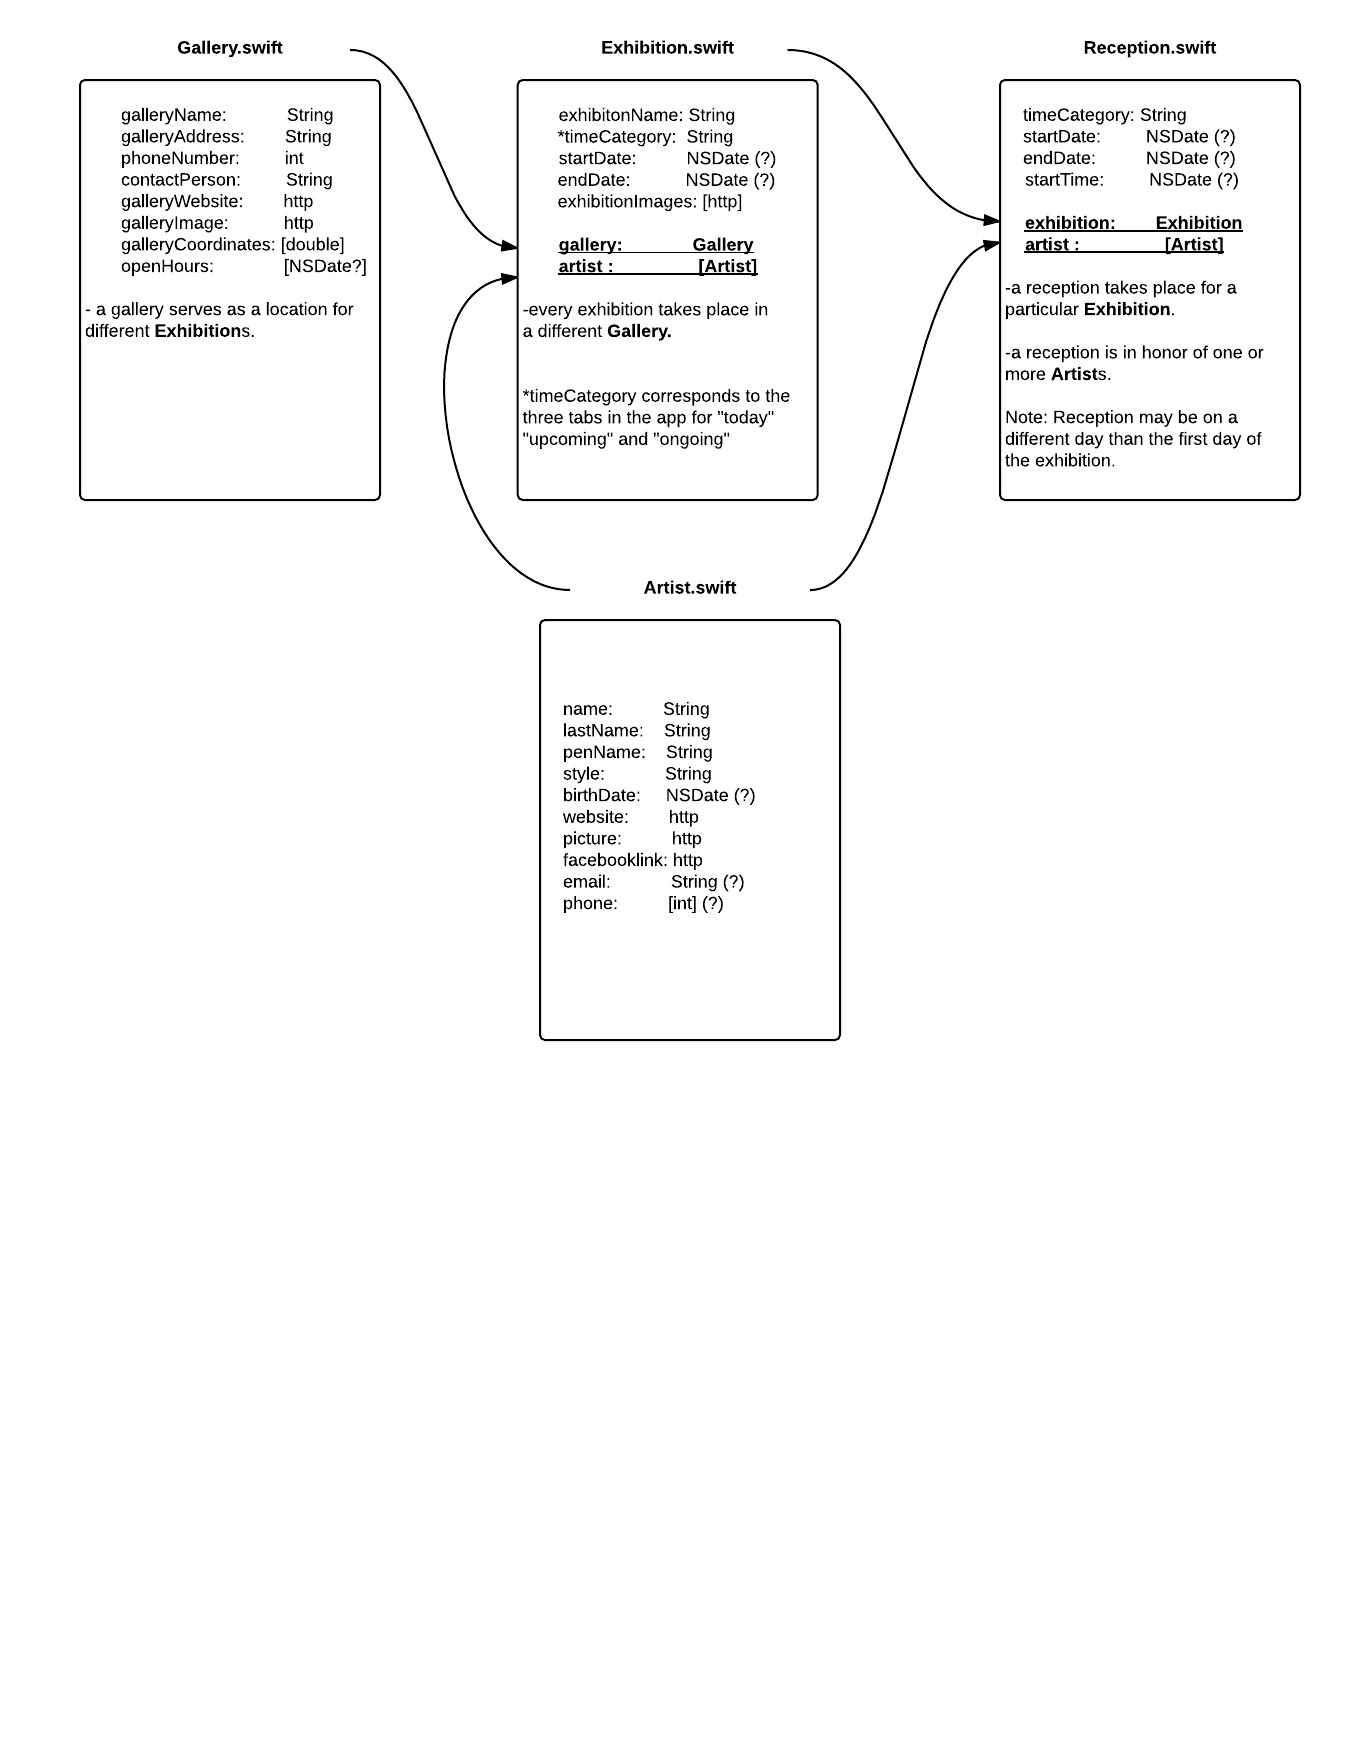 Gallery.swift
galleryName: String
galleryAddress: String
phoneNumber: int
contactPerson: String
galleryWebsite: http
galleryImage: http
galleryCoordinates: [double]
openHours: [NSDate?]
- a gallery serves as a location for
different Exhibitions.
Exhibition.swift
exhibitonName: String
*timeCategory: String
startDate: NSDate (?)
endDate: NSDate (?)
exhibitionImages: [http]
gallery: Gallery
artist : [Artist]
-every exhibition takes place in
a different Gallery.
*timeCategory corresponds to the
three tabs in the app for "today"
"upcoming" and "ongoing"
Reception.swift
timeCategory: String
startDate: NSDate (?)
endDate: NSDate (?)
startTime: NSDate (?)
exhibition: Exhibition
artist : [Artist]
-a reception takes place for a
particular Exhibition.
-a reception is in honor of one or
more Artists.
Note: Reception may be on a
different day than the first day of
the exhibition.
Artist.swift
name: String
lastName: String
penName: String
style: String
birthDate: NSDate (?)
website: http
picture: http
facebooklink: http
email: String (?)
phone: [int] (?)